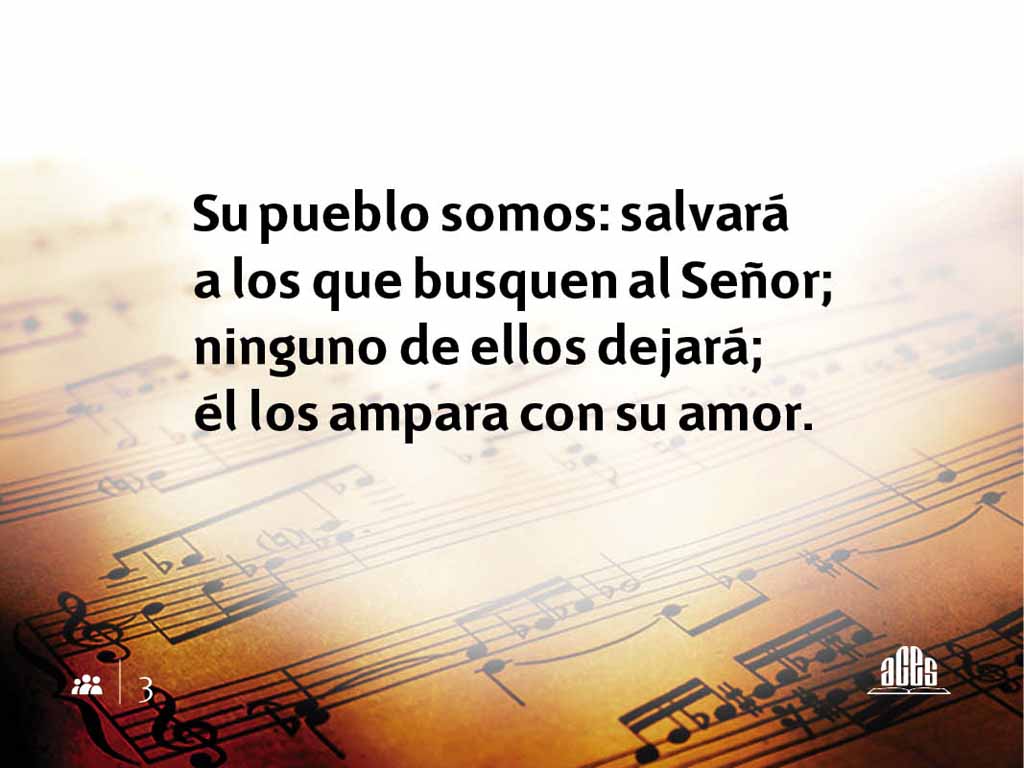 Su pueblo somos: salvará
a los que busquen al Señor;
ninguno de ellos dejará;
él los ampara con su amor.
3
aces